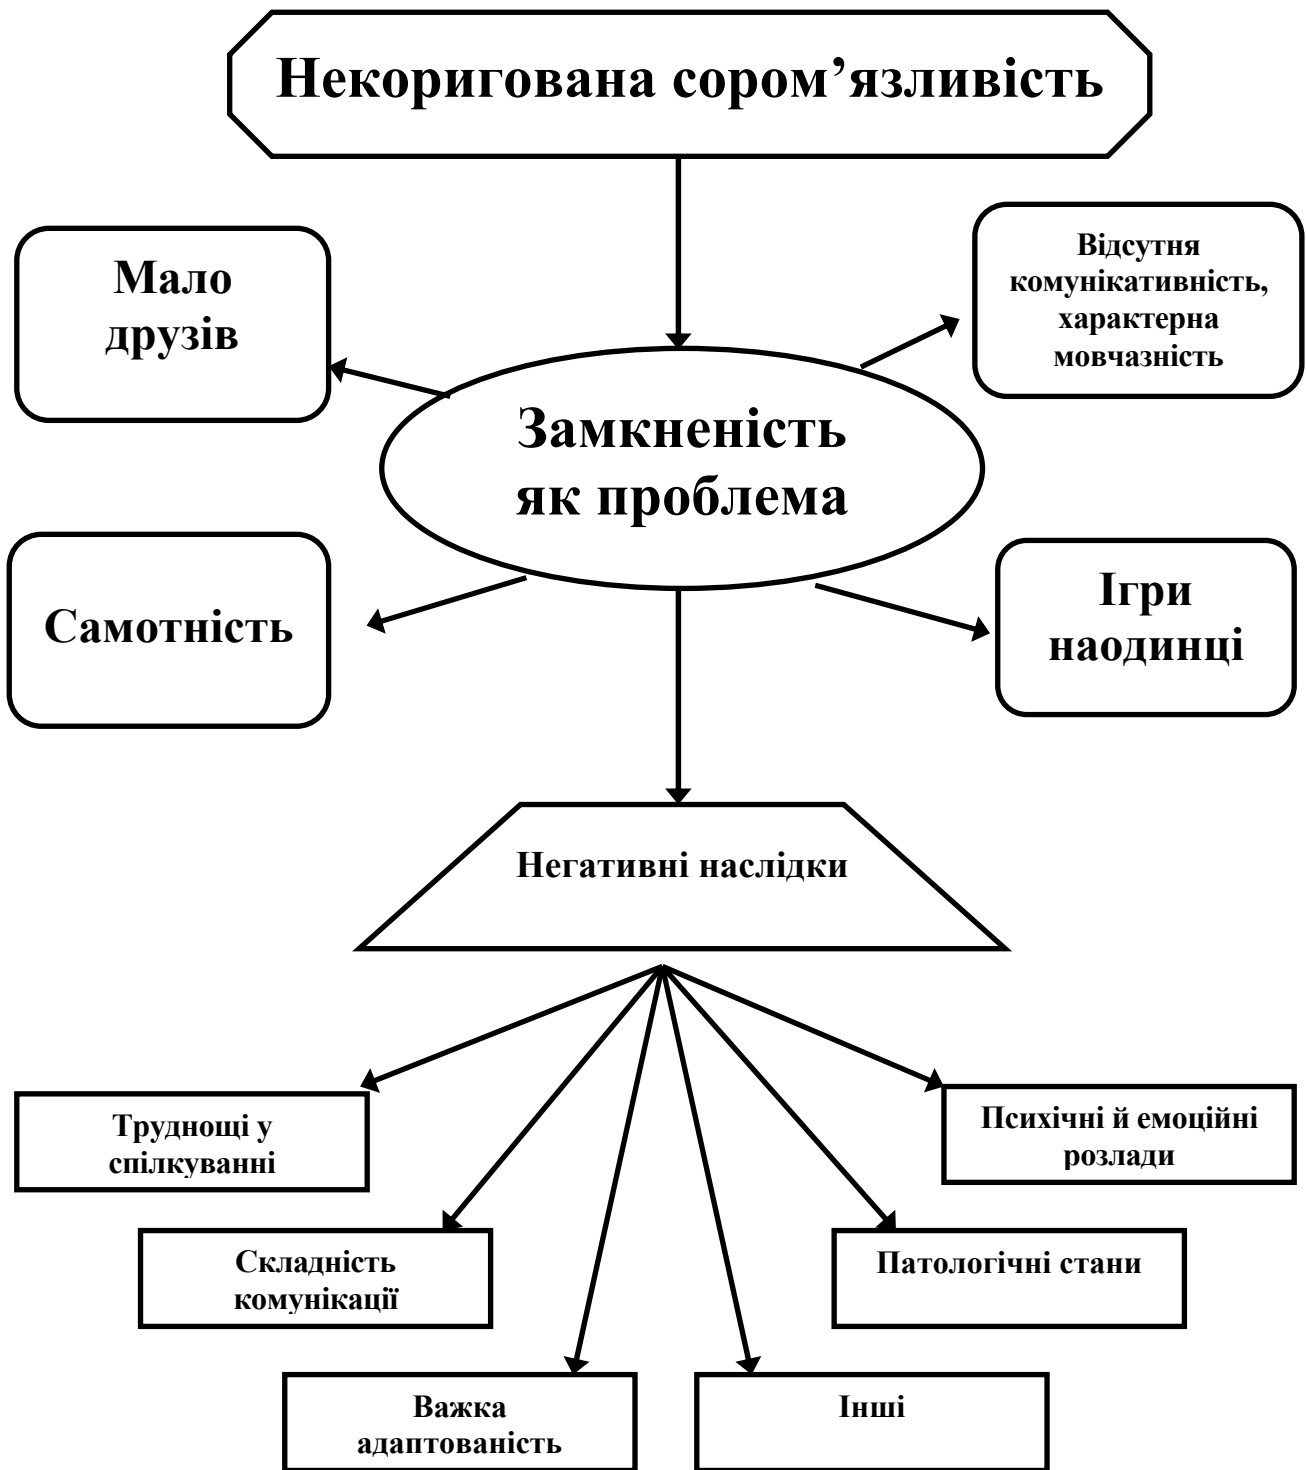 Некоригована сором’язливість
Мало
друзів
Відсутня
комунікативність,
характерна
мовчазність
Замкненість
як проблема
Самотність
Ігри
наодинці
Негативні наслідки
Труднощі у
спілкуванні
Психічні й емоційні
розлади
Складність
комунікації
Патологічні стани
Важка
адаптованість
Інші